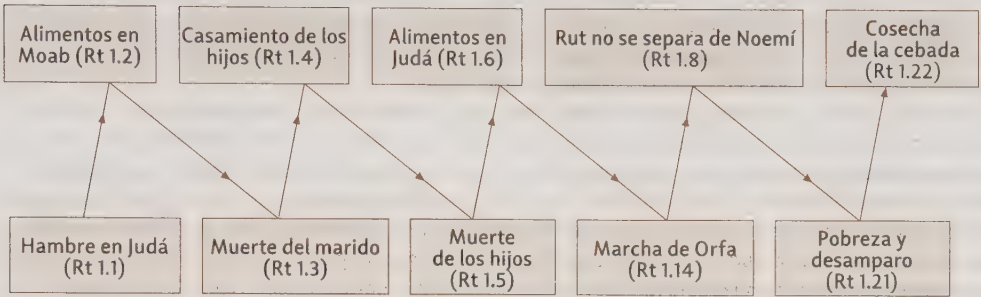 Alimentos en
Moab (Rt 1.2)
Casamiento de los
hijos (Rt 1.4)
Alimentos en
Judá (Rt 1.6)
Rut no se separa de Noemí
(Rt 1.8)
Cosecha
de la cebada
(Rt 1.22)
Hambre en Judá
(Rt 1.1)
Muerte del marido
(Rt 1.3)
Muerte
de los hijos
(Rt 1.5)
Marcha de Orfa
(Rt 1.14)
Pobreza y
desamparo
(Rt 1.21)